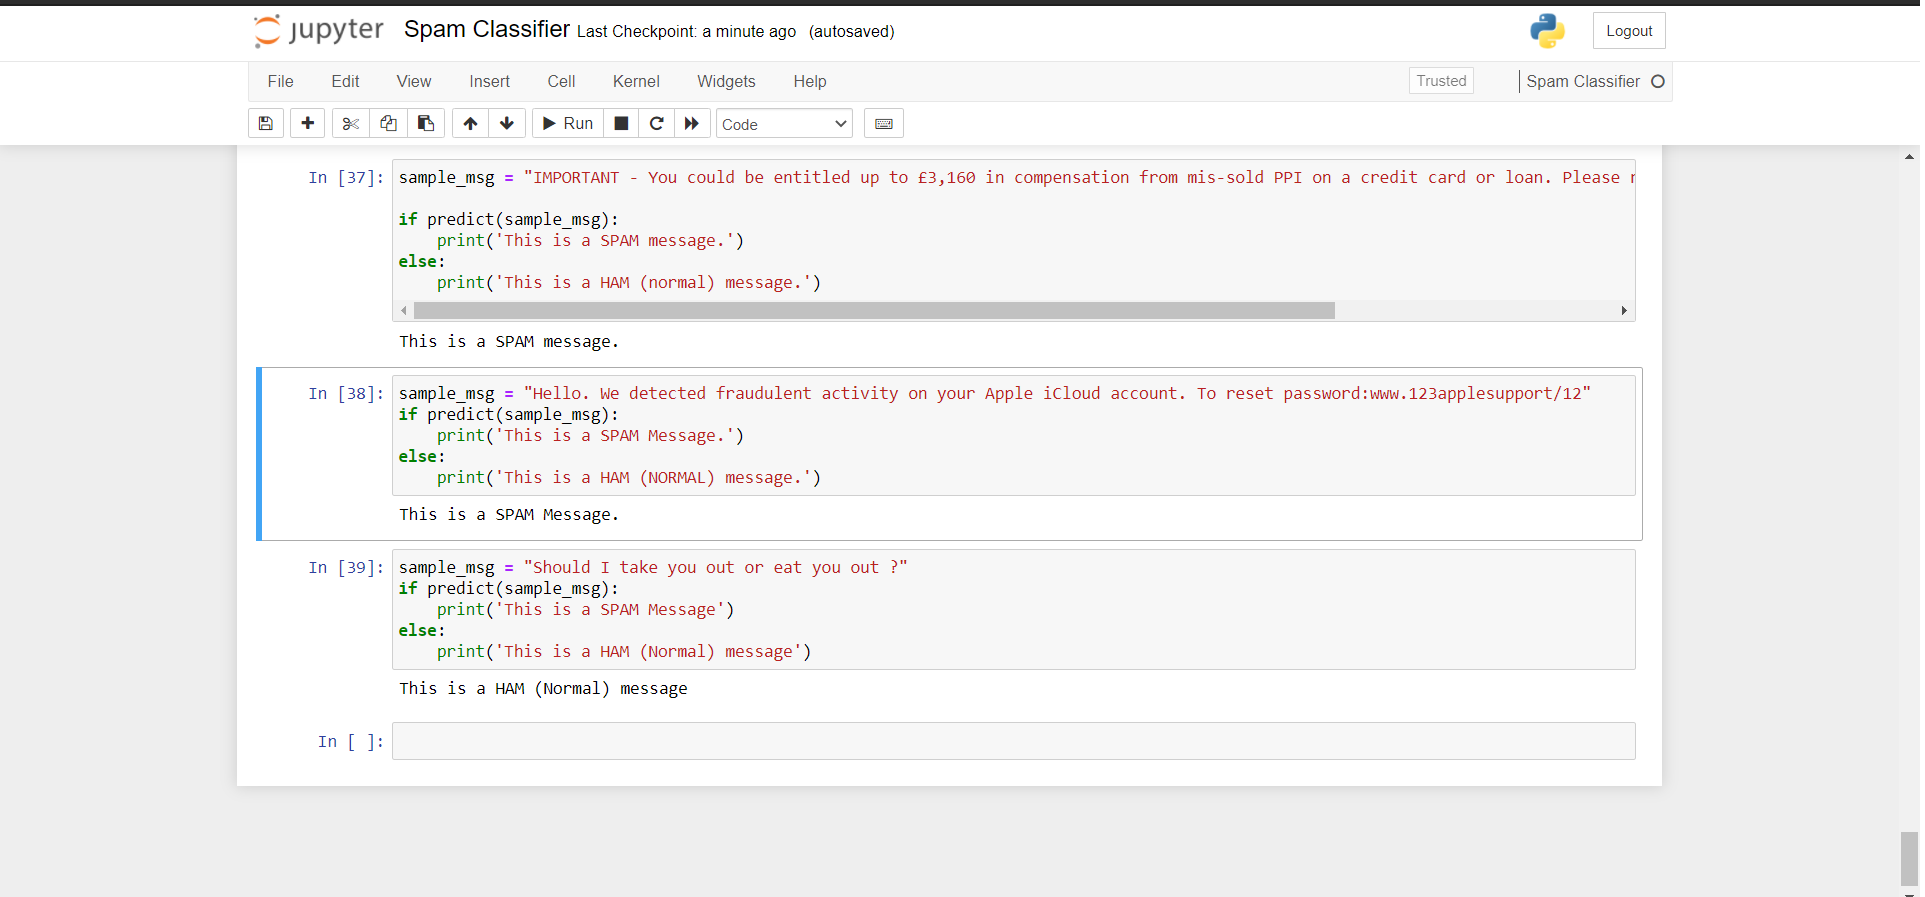 jupyter Spam Classifier Last Checkpoint: a minute ago (autosaved)
Logout
File Edit View Insert Cell Kernel Widgets Help
Trusted
Spam Classifier
Run
Code
In [37]:
sample_msg = "IMPORTANT - You could be entitled up to £3,160 in compensation from mis-sold PPI on a credit card or loan. Please
if predict(sample_msg):
    print('This is a SPAM message.')
else:
    print('This is a HAM (normal) message.')
This is a SPAM message.
In [38]:
sample_msg = "Hello. We detected fraudulent activity on your Apple iCloud account. To reset password:www.123applesupport/12"
if predict(sample_msg):
    print('This is a SPAM Message.')
else:
    print('This is a HAM (NORMAL) message.')
This is a SPAM Message.
In [39]:
sample_msg = "Should I take you out or eat you out ?"
if predict(sample_msg):
    print('This is a SPAM Message')
else:
    print('This is a HAM (Normal) message')
This is a HAM (Normal) message
In [ ]: